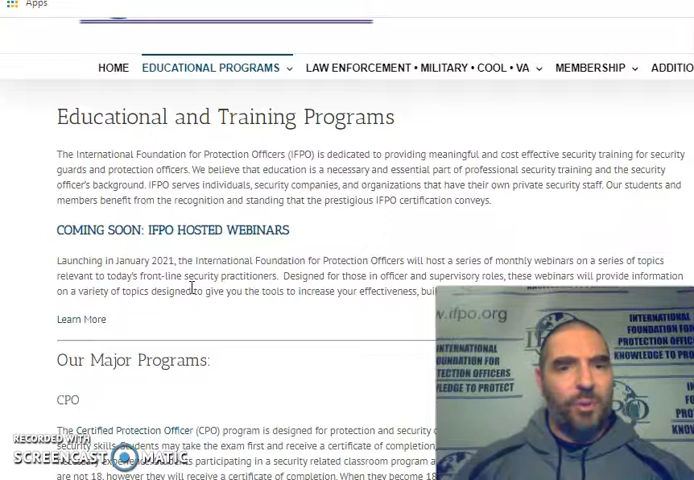 Apps
HOME EDUCATIONAL PROGRAMS LAW ENFORCEMENT • MILITARY • COOL • VA MEMBERSHIP ADDITIO
Educational and Training Programs
The International Foundation for Protection Officers (IFPO) is dedicated to providing meaningful and cost effective security training for security
guards and protection officers. We believe that education is a necessary and essential part of professional security training and the security
officer's background. IFPO serves individuals, security companies, and organizations that have their own private security staff. Our students and
members benefit from the recognition and standing that the prestigious IFPO certification conveys.
COMING SOON: IFPO HOSTED WEBINARS
Launching in January 2021, the International Foundation for Protection Officers will host a series of monthly webinars on a series of topics
relevant to today's front-line security practitioners. Designed for those in officer and supervisory roles, these webinars will provide information
on a variety of topics designed to give you the tools to increase your effectiveness, bui
Learn More
Our Major Programs:
CPO
The Certified Protection Officer (CPO) program is designed for protection and security o
security skills. Students may take the exam first and receive a certificate of completion,
experience. Students participating in a security related classroom program a
are not 18, however they will receive a certificate of completion. When they become 18
RECORDED WITH
SCREENCAST MATIC
w.ifpo.org
INTERNATIONAL
FOUNDATION FOR
TECTION OFFICERS
LEDGE TO PROTECT
INTERNATIONAL
FOUNDATION FOR
PROTECTION OFFICE
KNOWLEDGE TO PRO